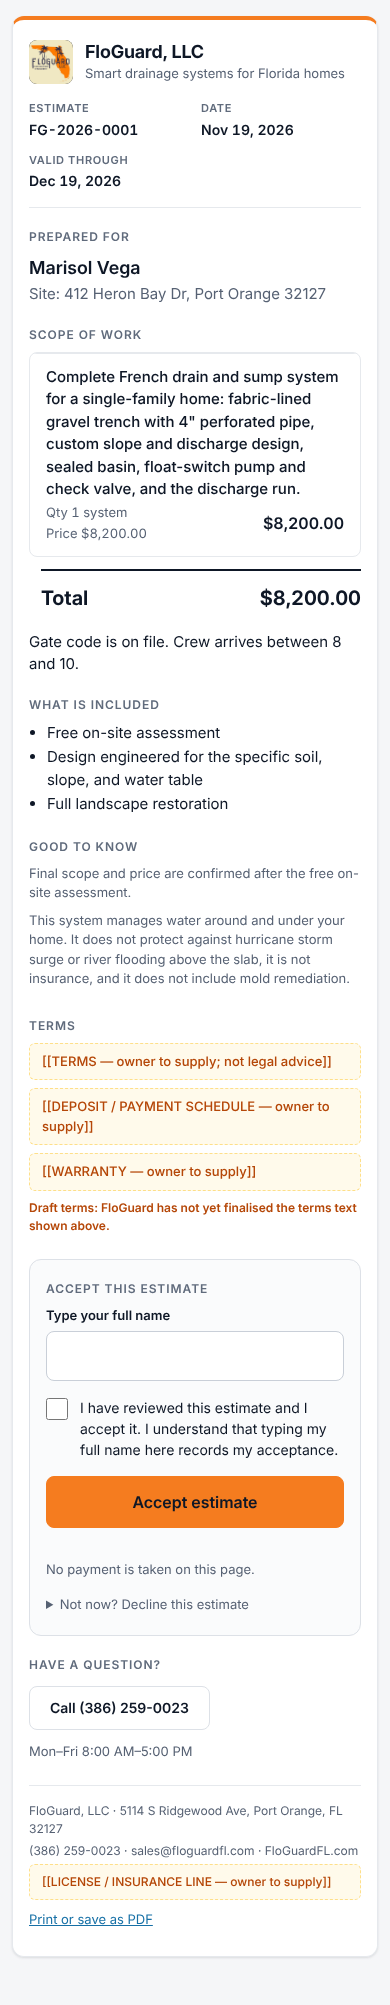 FLOGUARD
FloGuard, LLC
Smart drainage systems for Florida homes
ESTIMATE
FG-2026-0001
DATE
Nov 19, 2026
VALID THROUGH
Dec 19, 2026
PREPARED FOR
Marisol Vega
Site: 412 Heron Bay Dr, Port Orange 32127
SCOPE OF WORK
Complete French drain and sump system
for a single-family home: fabric-lined
gravel trench with 4" perforated pipe,
custom slope and discharge design,
sealed basin, float-switch pump and
check valve, and the discharge run.
Qty 1 system
Price $8,200.00
$8,200.00
Total $8,200.00
Gate code is on file. Crew arrives between 8
and 10.
WHAT IS INCLUDED
• Free on-site assessment
• Design engineered for the specific soil,
slope, and water table
• Full landscape restoration
GOOD TO KNOW
Final scope and price are confirmed after the free on-
site assessment.
This system manages water around and under your
home. It does not protect against hurricane storm
surge or river flooding above the slab, it is not
insurance, and it does not include mold remediation.
TERMS
[[TERMS — owner to supply; not legal advice]]
[[DEPOSIT / PAYMENT SCHEDULE — owner to
supply]]
[[WARRANTY — owner to supply]]
Draft terms: FloGuard has not yet finalised the terms text
shown above.
ACCEPT THIS ESTIMATE
Type your full name
I have reviewed this estimate and I
accept it. I understand that typing my
full name here records my acceptance.
Accept estimate
No payment is taken on this page.
▶ Not now? Decline this estimate
HAVE A QUESTION?
Call (386) 259-0023
Mon–Fri 8:00 AM–5:00 PM
FloGuard, LLC · 5114 S Ridgewood Ave, Port Orange, FL
32127
(386) 259-0023 · sales@floguardfl.com · FloGuardFL.com
[[LICENSE / INSURANCE LINE — owner to supply]]
Print or save as PDF